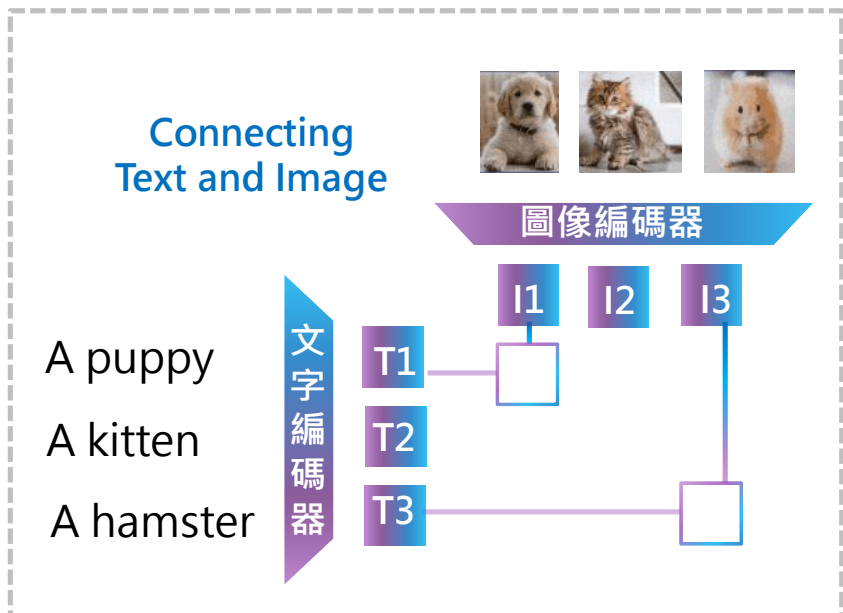 Connecting
Text and Image
圖像編碼器
I1 I2 I3
文字編碼器
A puppy T1
A kitten T2
A hamster T3